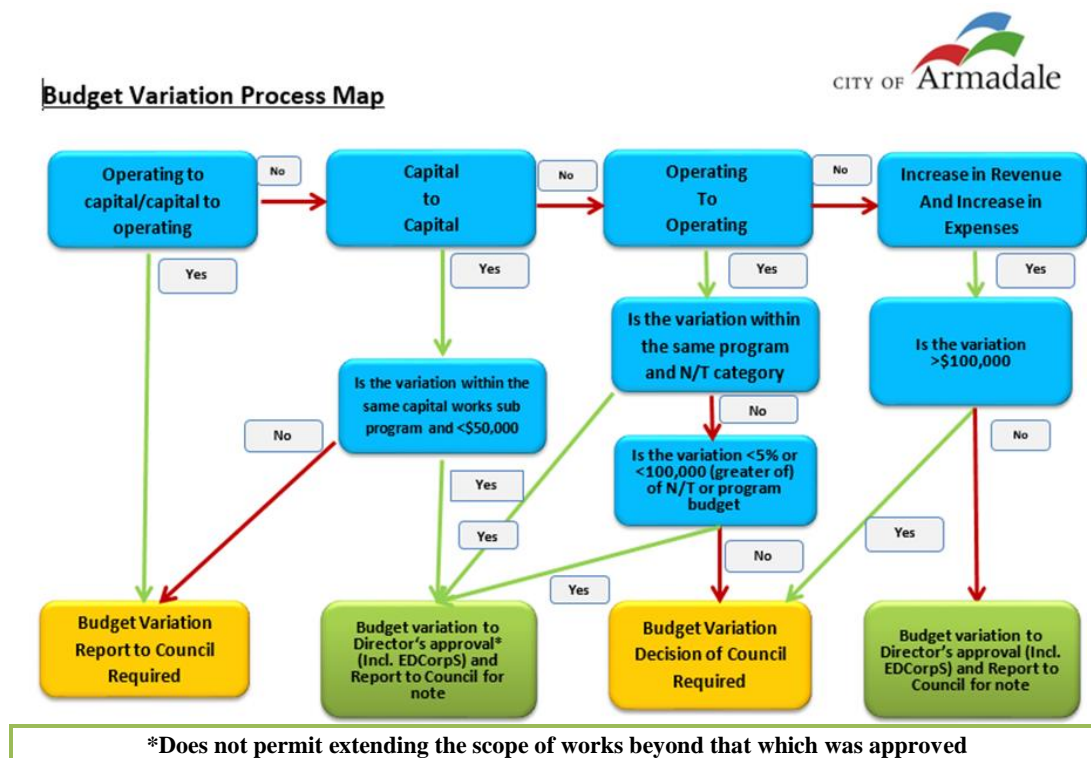 CITY OF Armadale
Budget Variation Process Map
Operating to
capital/capital to
operating
No
Capital
to
Capital
No
Operating
To
Operating
No
Increase in Revenue
And Increase in
Expenses
Yes
Yes
Yes
Yes
Is the variation within the
same capital works sub
program and <$50,000
Is the variation within
the same program
and N/T category
Is the variation
>$100,000
No
No
No
Is the variation <5% or
<100,000 (greater of)
of N/T or program
budget
Yes
Yes
Yes
No
Yes
Budget Variation
Report to Council
Required
Budget variation to
Director's approval*
(Incl. EDCorpS) and
Report to Council for
note
Budget Variation
Decision of Council
Required
Budget variation to
Director's approval (Incl.
EDCorpS) and Report to
Council for note
*Does not permit extending the scope of works beyond that which was approved